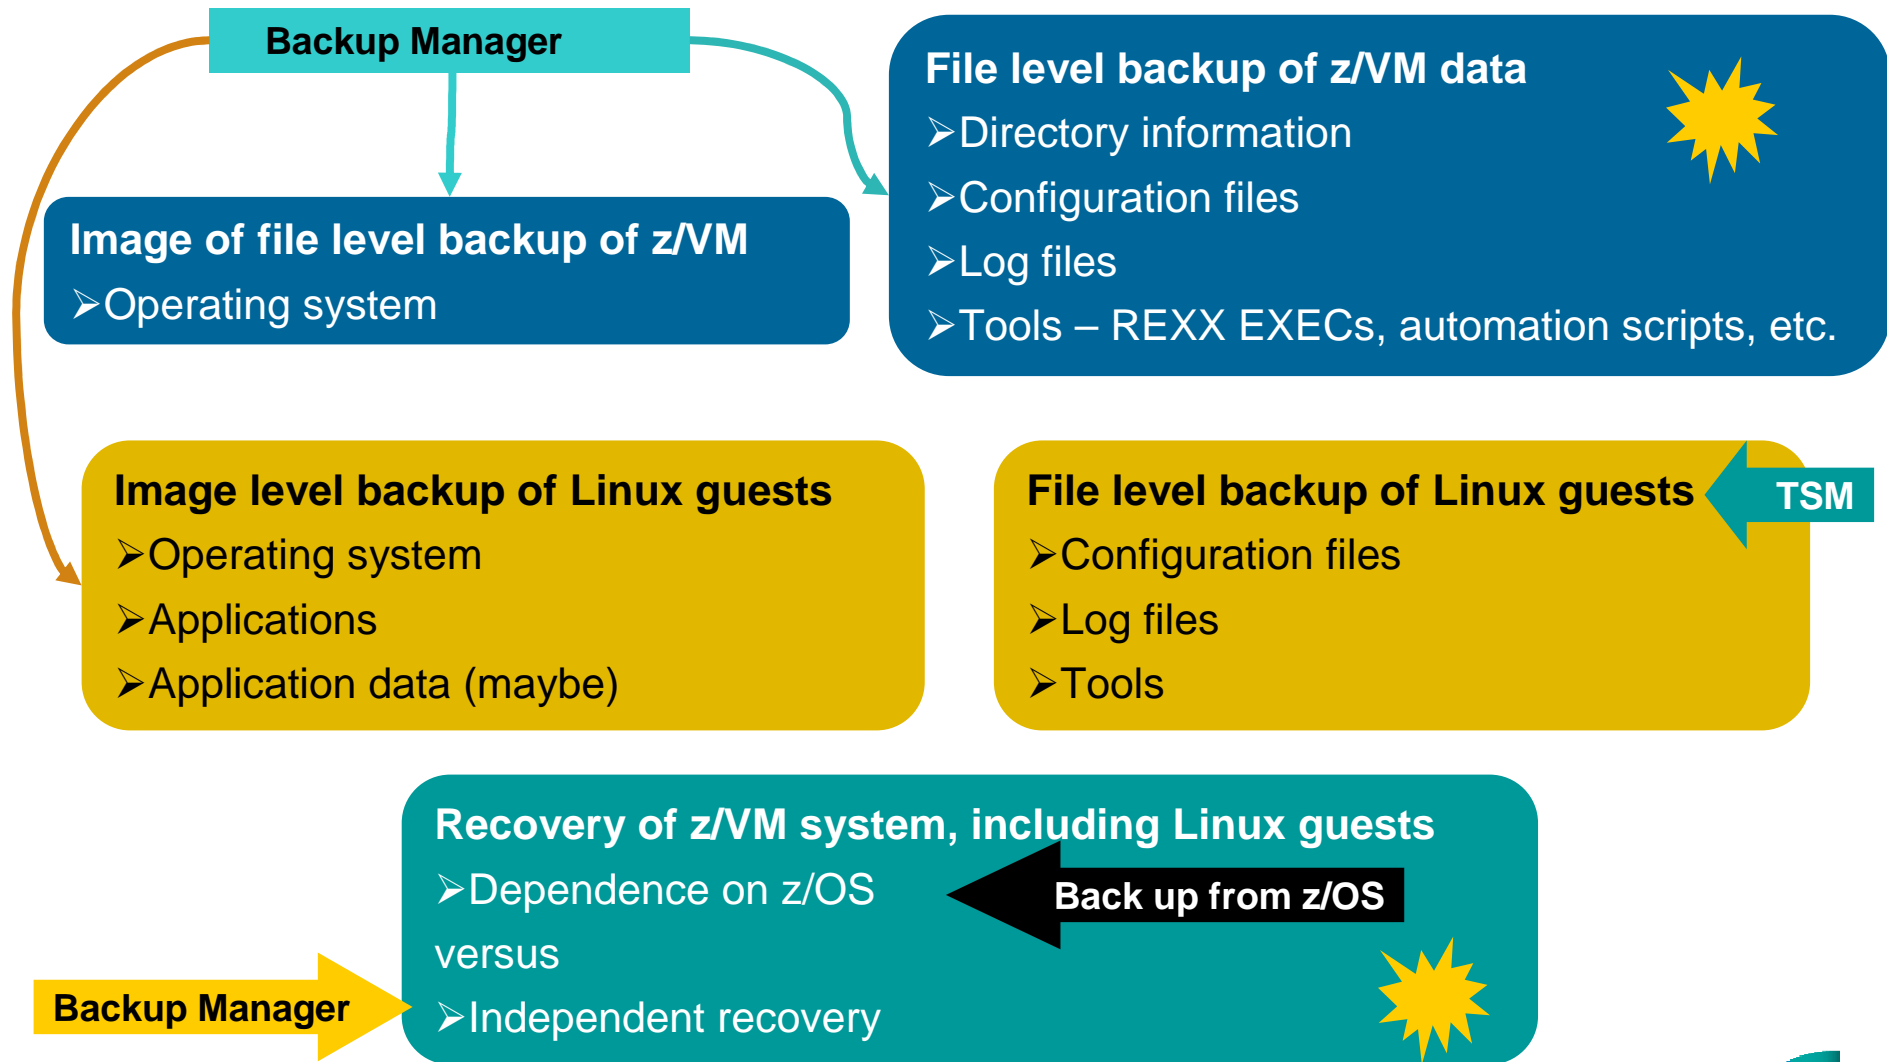 Backup Manager
File level backup of z/VM data
➢Directory information
➢Configuration files
➢Log files
➢Tools – REXX EXECs, automation scripts, etc.
Image of file level backup of z/VM
➢Operating system
Image level backup of Linux guests
➢Operating system
➢Applications
➢Application data (maybe)
File level backup of Linux guests
➢Configuration files
➢Log files
➢Tools
TSM
Recovery of z/VM system, including Linux guests
➢Dependence on z/OS
versus
➢Independent recovery
Back up from z/OS
Backup Manager